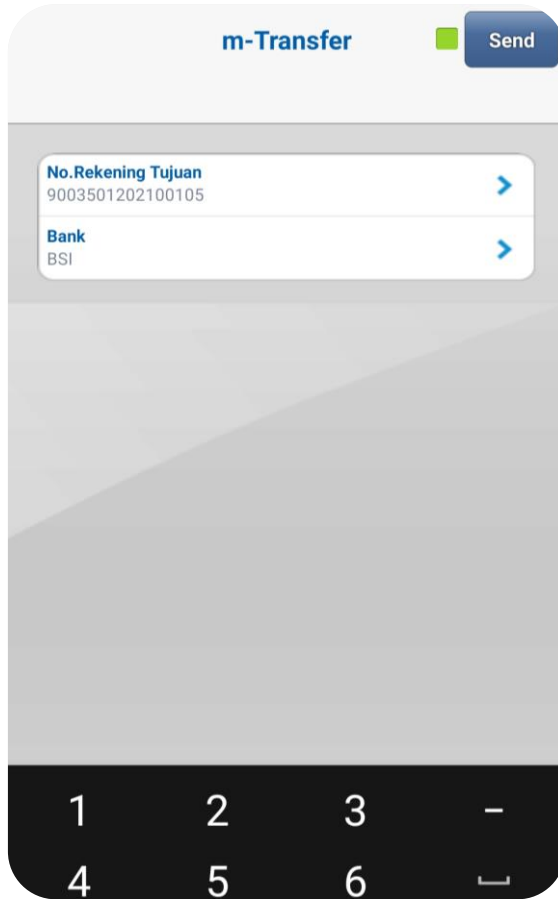 m-Transfer
Send
No.Rekening Tujuan
9003501202100105
Bank
BSI
1 2 3 -
4 5 6